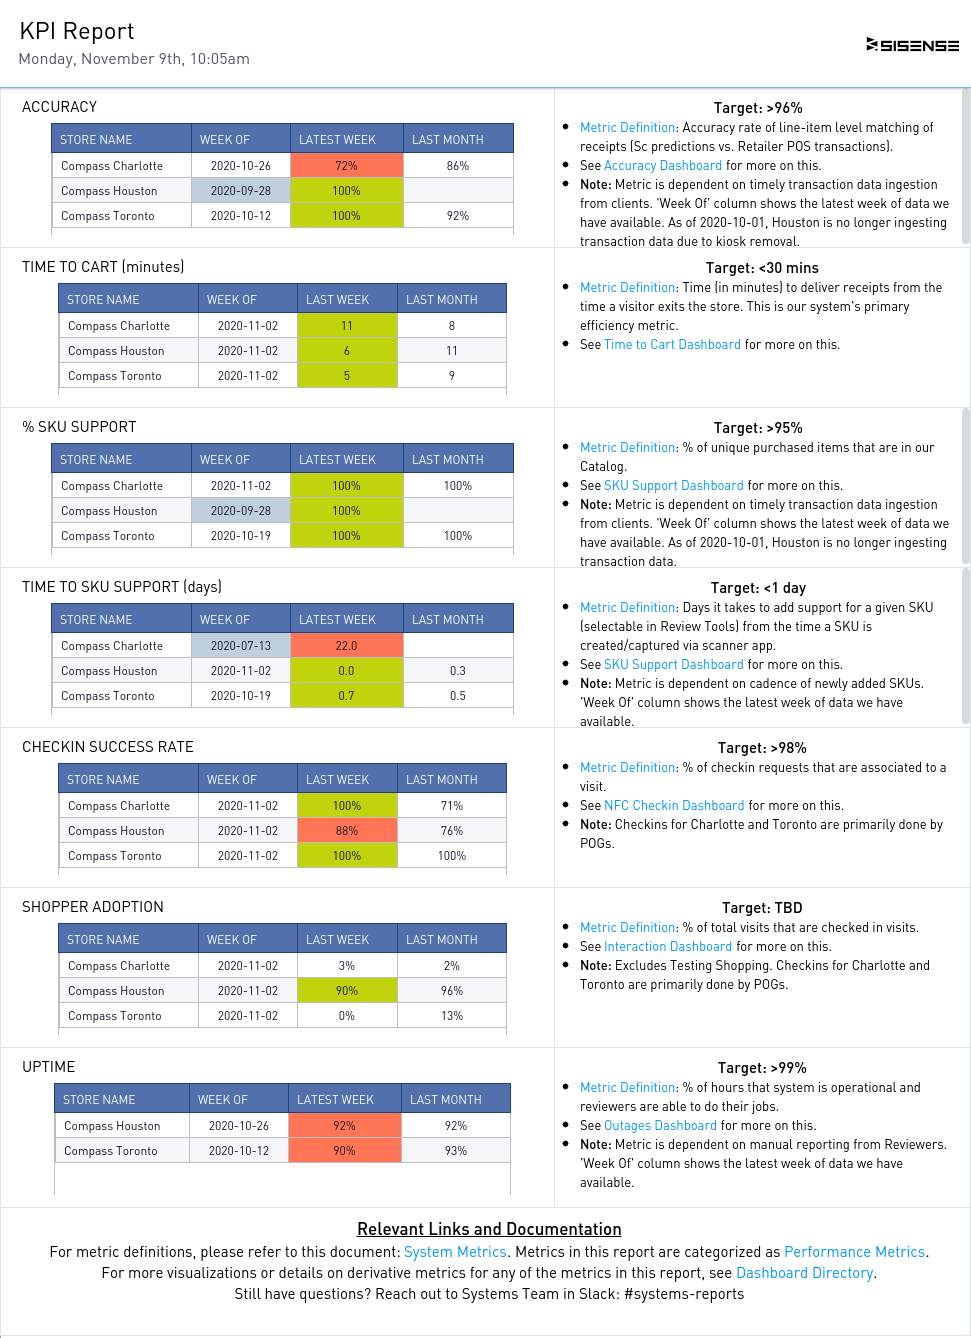 KPI Report
Monday, November 9th, 10:05am
SISENSE
ACCURACY
STORE NAME WEEK OF LATEST WEEK LAST MONTH
Compass Charlotte 2020-10-26 72% 86%
Compass Houston 2020-09-28 100%
Compass Toronto 2020-10-12 100% 92%
Target: >96%
Metric Definition: Accuracy rate of line-item level matching of
receipts (Sc predictions vs. Retailer POS transactions).
See Accuracy Dashboard for more on this.
Note: Metric is dependent on timely transaction data ingestion
from clients. 'Week Of' column shows the latest week of data we
have available. As of 2020-10-01, Houston is no longer ingesting
transaction data due to kiosk removal.
TIME TO CART (minutes)
STORE NAME WEEK OF LAST WEEK LAST MONTH
Compass Charlotte 2020-11-02 11 8
Compass Houston 2020-11-02 6 11
Compass Toronto 2020-11-02 5 9
Target: <30 mins
Metric Definition: Time (in minutes) to deliver receipts from the
time a visitor exits the store. This is our system's primary
efficiency metric.
See Time to Cart Dashboard for more on this.
% SKU SUPPORT
STORE NAME WEEK OF LATEST WEEK LAST MONTH
Compass Charlotte 2020-11-02 100% 100%
Compass Houston 2020-09-28 100%
Compass Toronto 2020-10-19 100% 100%
Target: >95%
Metric Definition: % of unique purchased items that are in our
Catalog.
See SKU Support Dashboard for more on this.
Note: Metric is dependent on timely transaction data ingestion
from clients. 'Week Of' column shows the latest week of data we
have available. As of 2020-10-01, Houston is no longer ingesting
transaction data.
TIME TO SKU SUPPORT (days)
STORE NAME WEEK OF LATEST WEEK LAST MONTH
Compass Charlotte 2020-07-13 22.0
Compass Houston 2020-11-02 0.0 0.3
Compass Toronto 2020-10-19 0.7 0.5
Target: <1 day
Metric Definition: Days it takes to add support for a given SKU
(selectable in Review Tools) from the time a SKU is
created/captured via scanner app.
See SKU Support Dashboard for more on this.
Note: Metric is dependent on cadence of newly added SKUs.
'Week Of' column shows the latest week of data we have
available.
CHECKIN SUCCESS RATE
STORE NAME WEEK OF LAST WEEK LAST MONTH
Compass Charlotte 2020-11-02 100% 71%
Compass Houston 2020-11-02 88% 76%
Compass Toronto 2020-11-02 100% 100%
Target: >98%
Metric Definition: % of checkin requests that are associated to a
visit.
See NFC Checkin Dashboard for more on this.
Note: Checkins for Charlotte and Toronto are primarily done by
POGs.
SHOPPER ADOPTION
STORE NAME WEEK OF LAST WEEK LAST MONTH
Compass Charlotte 2020-11-02 3% 2%
Compass Houston 2020-11-02 90% 96%
Compass Toronto 2020-11-02 0% 13%
Target: TBD
Metric Definition: % of total visits that are checked in visits.
See Interaction Dashboard for more on this.
Note: Excludes Testing Shopping. Checkins for Charlotte and
Toronto are primarily done by POGs.
UPTIME
STORE NAME WEEK OF LATEST WEEK LAST MONTH
Compass Houston 2020-10-26 92% 92%
Compass Toronto 2020-10-12 90% 93%
Target: >99%
Metric Definition: % of hours that system is operational and
reviewers are able to do their jobs.
See Outages Dashboard for more on this.
Note: Metric is dependent on manual reporting from Reviewers.
'Week Of' column shows the latest week of data we have
available.
Relevant Links and Documentation
For metric definitions, please refer to this document: System Metrics. Metrics in this report are categorized as Performance Metrics.
For more visualizations or details on derivative metrics for any of the metrics in this report, see Dashboard Directory.
Still have questions? Reach out to Systems Team in Slack: #systems-reports